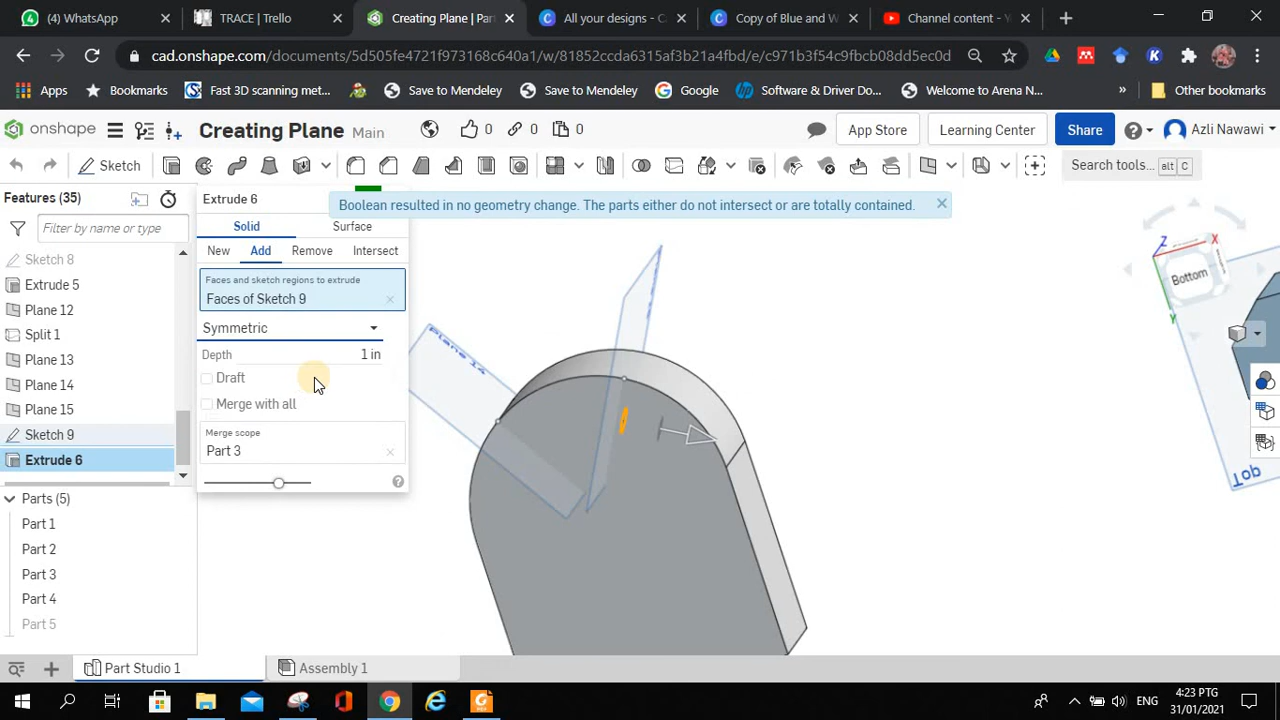 (4) WhatsApp
TRACE | Trello
Creating Plane | Part
All your designs - C
Copy of Blue and W
Channel content - Y
cad.onshape.com/documents/5d505fe4721f973271368120/w/81852ccda6315af3b21a4fbd/e/c971b3f54c9fbcb08dd5ec0d
Apps
Bookmarks
Fast 3D scanning met...
Save to Mendeley
Save to Mendeley
Google
Software & Driver Do...
Welcome to Arena N...
»
Other bookmarks
onshape
Creating Plane Main
0
0
0
App Store
Learning Center
Share
Azli Nawawi
Sketch
Search tools... alt C
Features (35)
Filter by name or type
Sketch 8
Extrude 5
Plane 12
Split 1
Plane 13
Plane 14
Plane 15
Sketch 9
Extrude 6
Parts (5)
Part 1
Part 2
Part 3
Part 4
Part 5
Extrude 6
Boolean resulted in no geometry change. The parts either do not intersect or are totally contained.
Solid
Surface
New
Add
Remove
Intersect
Faces and sketch regions to extrude
Faces of Sketch 9
Symmetric
Depth 1 in
Draft
Merge with all
Merge scope
Part 3
Z
X
Y
Bottom
Top
Part Studio 1
Assembly 1
ENG
4:23 PTG
31/01/2021